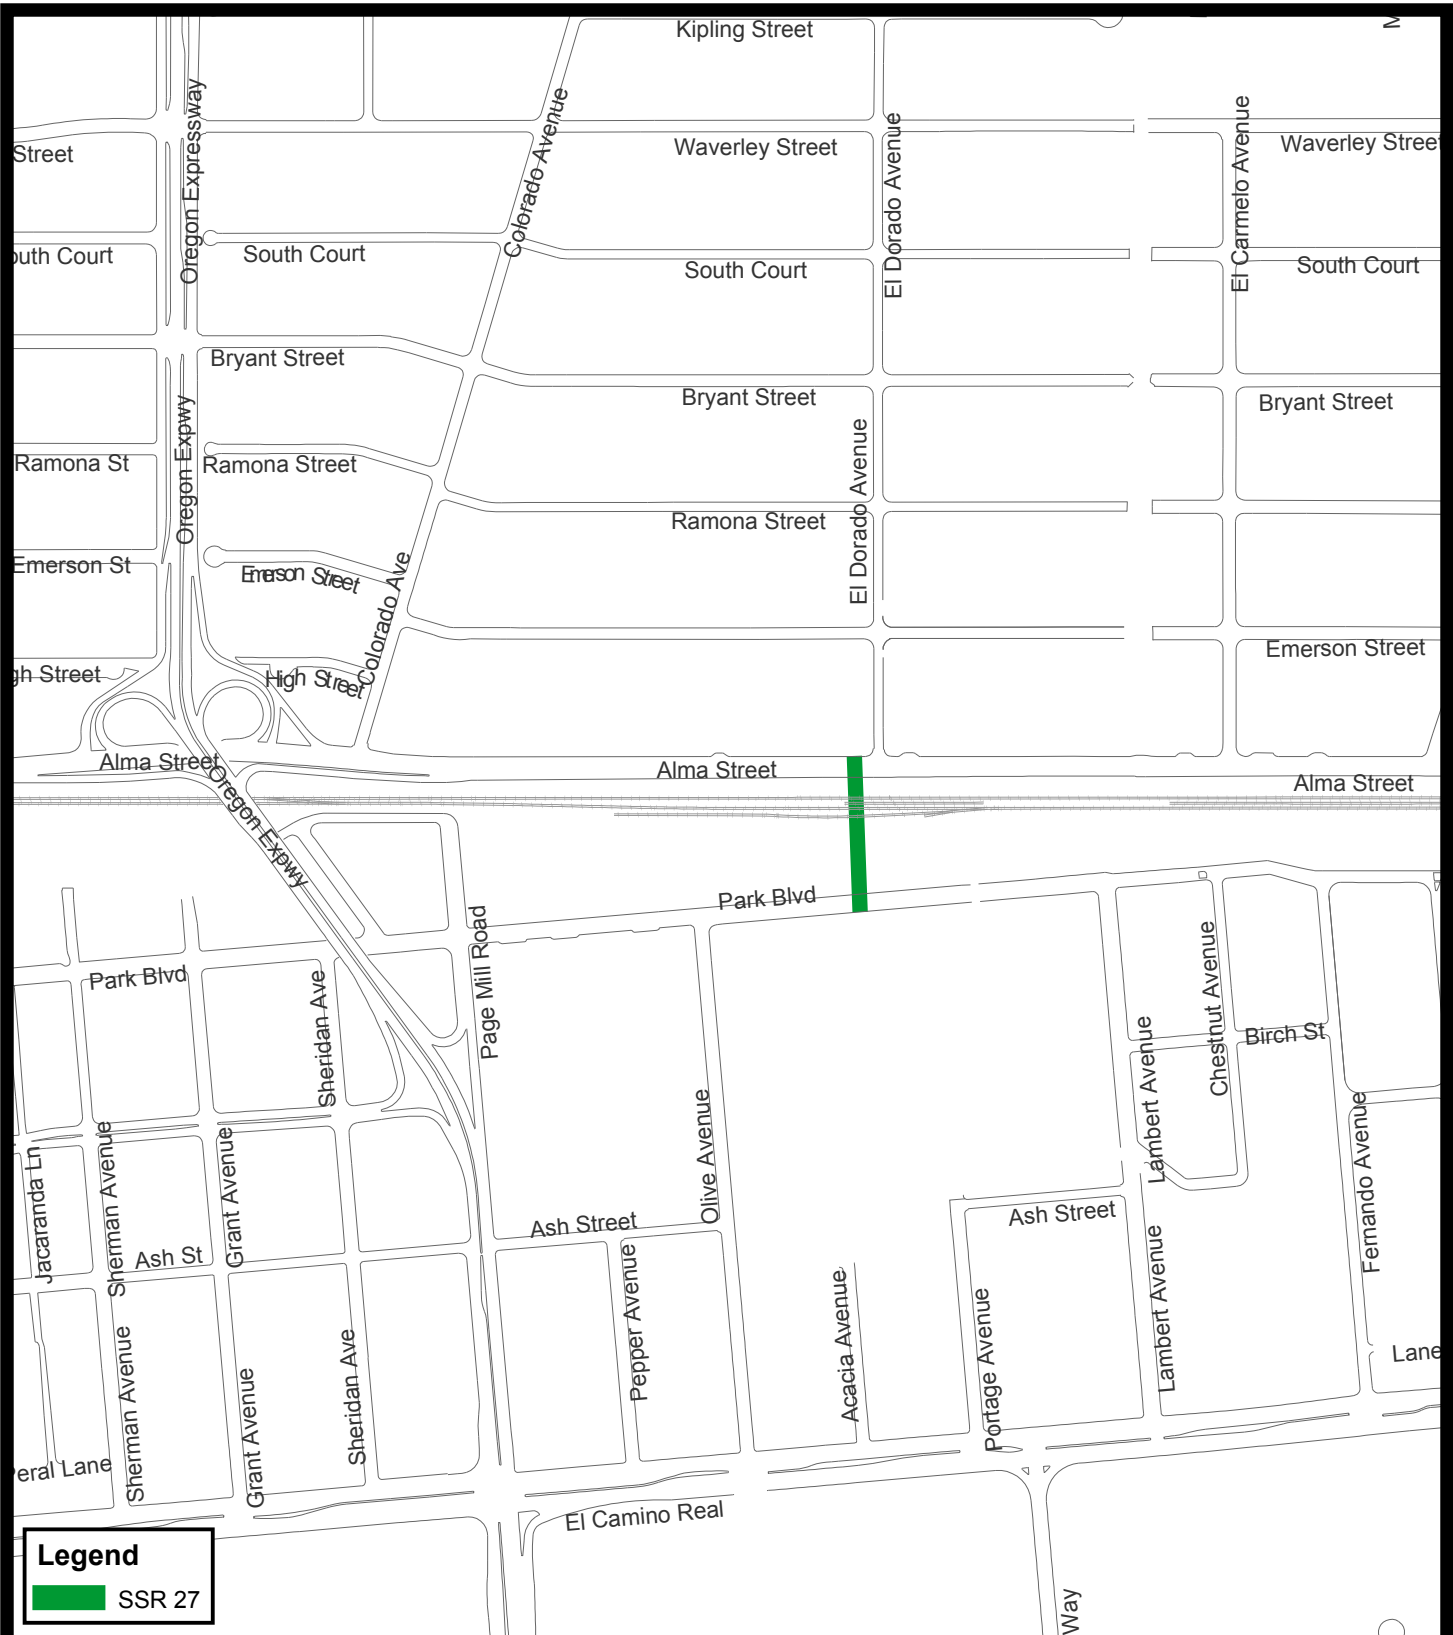 Kipling Street
Oregon Expressway
Colorado Avenue
El Dorado Avenue
El Carmelo Avenue
Street
Waverley Street
Waverley Street
outh Court
South Court
South Court
South Court
Bryant Street
Bryant Street
Bryant Street
Oregon Expwy
El Dorado Avenue
Ramona St
Ramona Street
Ramona Street
Emerson St
Emerson Street
Colorado Ave
Emerson Street
gh Street
High Street
Alma Street
Alma Street
Alma Street
Oregon Expwy
Park Blvd
Park Blvd
Page Mill Road
Sheridan Ave
Chestnut Avenue
Birch St
Lambert Avenue
Olive Avenue
Fernando Avenue
Jacaranda Ln
Sherman Avenue
Grant Avenue
Ash St
Ash Street
Ash Street
Pepper Avenue
Acacia Avenue
Portage Avenue
Lambert Avenue
Lane
Sherman Avenue
Grant Avenue
Sheridan Ave
Peral Lane
El Camino Real
Way
Legend
SSR 27